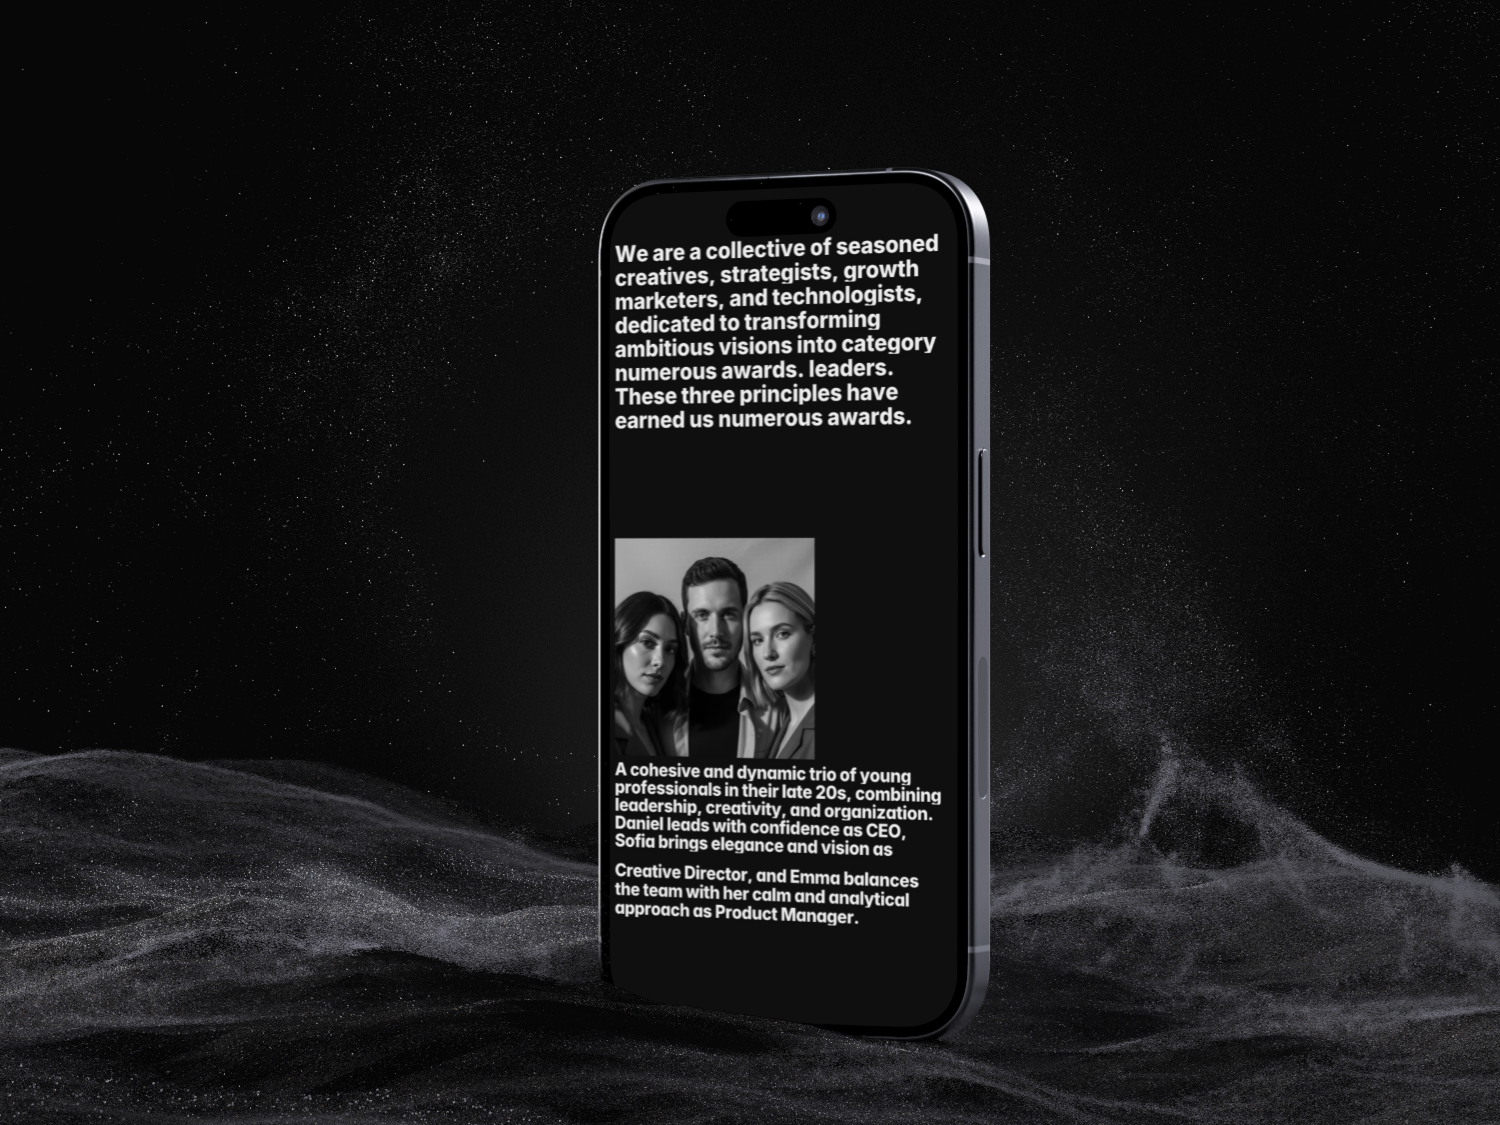 We are a collective of seasoned
creatives, strategists, growth
marketers, and technologists,
dedicated to transforming
ambitious visions into category
numerous awards. leaders.
These three principles have
earned us numerous awards.
A cohesive and dynamic trio of young
professionals in their late 20s, combining
leadership, creativity, and organization.
Daniel leads with confidence as CEO,
Sofia brings elegance and vision as
Creative Director, and Emma balances
the team with her calm and analytical
approach as Product Manager.